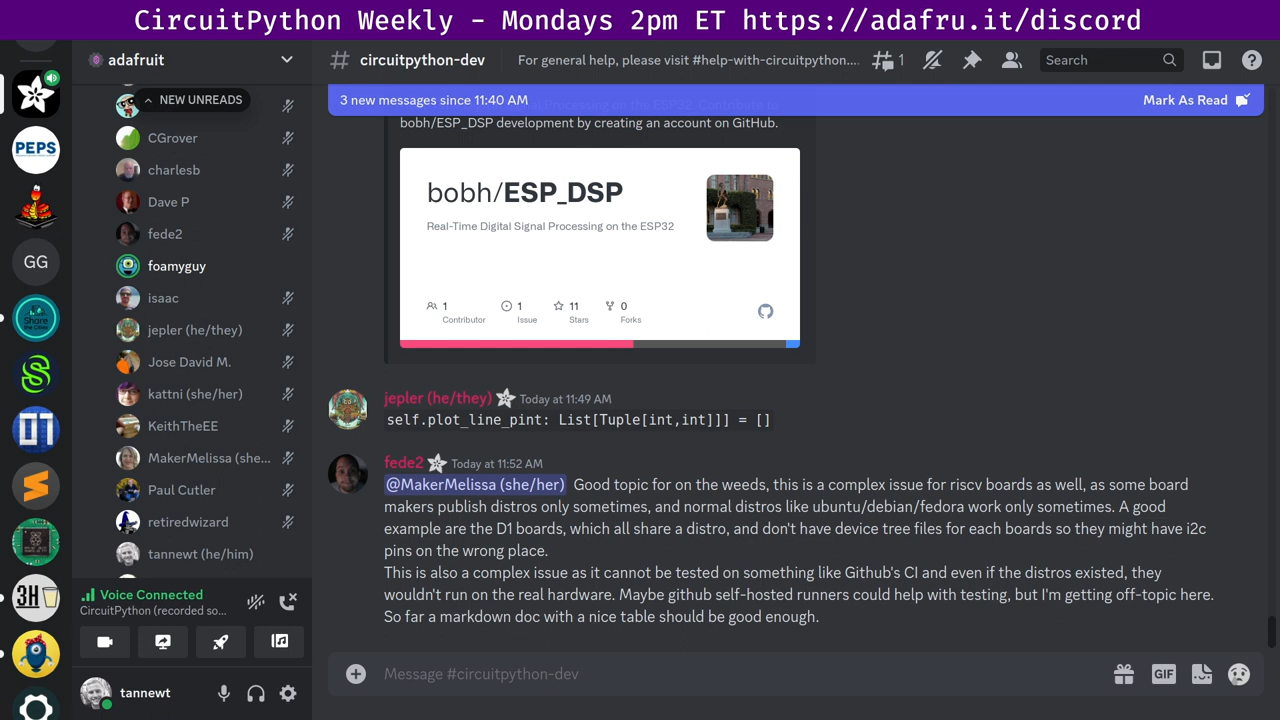 CircuitPython Weekly - Mondays 2pm ET https://adafru.it/discord
adafruit
circuitpython-dev
For general help, please visit #help-with-circuitpython....
1
Search
NEW UNREADS
3 new messages since 11:40 AM
Mark As Read
bobh/ESP_DSP development by creating an account on GitHub.
PEPS
GG
01
3H
CGrover
charlesb
Dave P
fede2
foamyguy
isaac
jepler (he/they)
Jose David M.
kattni (she/her)
KeithTheEE
MakerMelissa (she...
Paul Cutler
retiredwizard
tannewt (he/him)
Voice Connected
CircuitPython (recorded so...
tannewt
bobh/ESP_DSP
Real-Time Digital Signal Processing on the ESP32
1 Contributor
1 Issue
11 Stars
0 Forks
jepler (he/they) Today at 11:49 AM
self.plot_line_pint: List[Tuple[int,int]]] = []
fede2 Today at 11:52 AM
@MakerMelissa (she/her) Good topic for on the weeds, this is a complex issue for riscv boards as well, as some board
makers publish distros only sometimes, and normal distros like ubuntu/debian/fedora work only sometimes. A good
example are the D1 boards, which all share a distro, and don't have device tree files for each boards so they might have i2c
pins on the wrong place.
This is also a complex issue as it cannot be tested on something like Github's CI and even if the distros existed, they
wouldn't run on the real hardware. Maybe github self-hosted runners could help with testing, but I'm getting off-topic here.
So far a markdown doc with a nice table should be good enough.
Message #circuitpython-dev
GIF